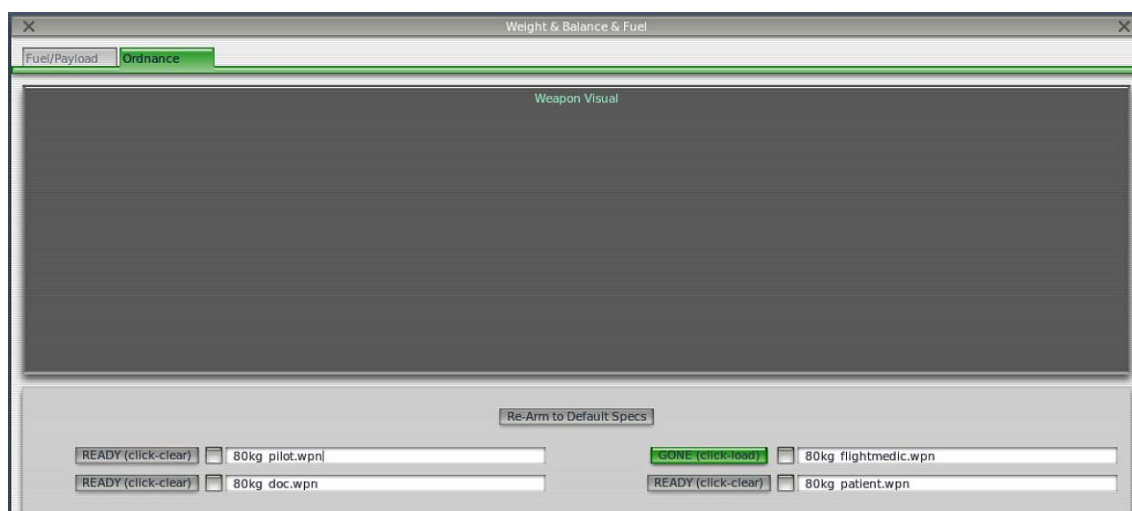 Weight & Balance & Fuel
Fuel/Payload Ordnance
Weapon Visual
Re-Arm to Default Specs
READY (click-clear) 80kg pilot.wpn GONE (click-load) 80kg flightmedic.wpn
READY (click-clear) 80kg doc.wpn READY (click-clear) 80kg patient.wpn